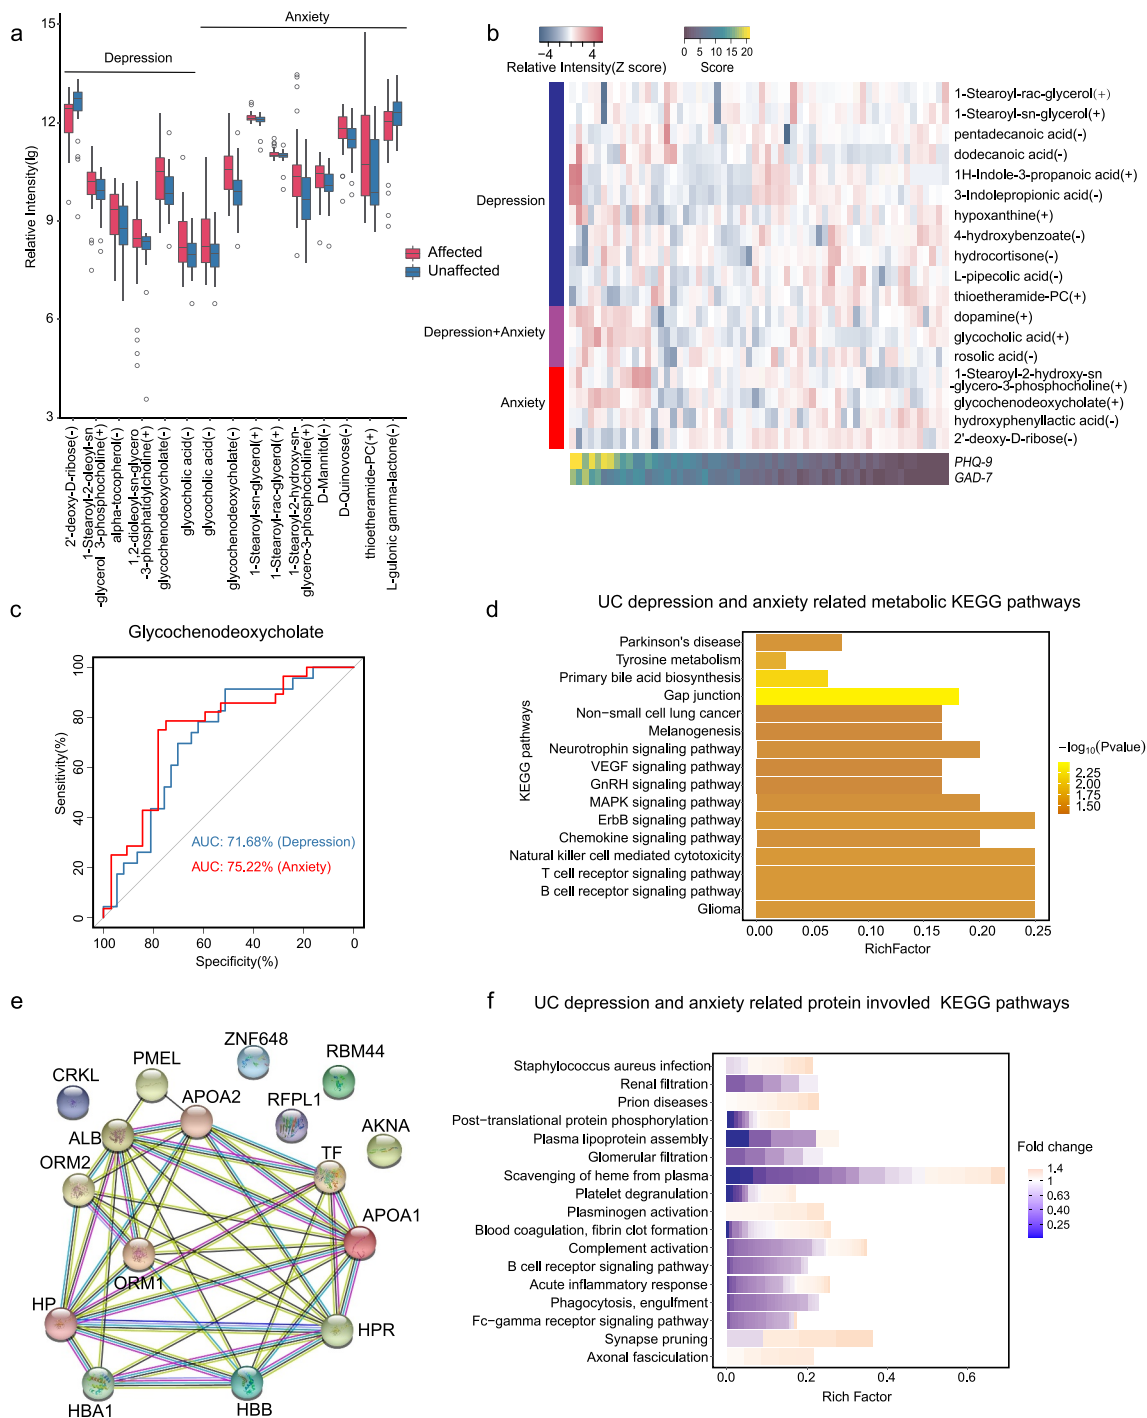 a
Depression
Anxiety
15
12
9
6
3
Relative Intensity(lg)
Affected
Unaffected
2'-deoxy-D-ribose(-)
1-Stearoyl-2-oleoyl-sn
-glycerol 3-phosphocholine(+)
alpha-tocopherol(-)
1,2-dioleoyl-sn-glycero
-3-phosphatidylcholine(+)
glycochenodeoxycholate(-)
glycocholic acid(-)
glycocholic acid(-)
glycochenodeoxycholate(-)
1-Stearoyl-sn-glycerol(+)
1-Stearoyl-rac-glycerol(+)
1-Stearoyl-2-hydroxy-sn-
glycero-3-phosphocholine(+)
D-Mannitol(-)
D-Quinovose(-)
thioetheramide-PC(+)
L-gulonic gamma-lactone(-)
b
-4 0 4
Relative Intensity(Z score)
0 5 10 15 20
Score
Depression
Depression+Anxiety
Anxiety
1-Stearoyl-rac-glycerol(+)
1-Stearoyl-sn-glycerol(+)
pentadecanoic acid(-)
dodecanoic acid(-)
1H-Indole-3-propanoic acid(+)
3-Indolepropionic acid(-)
hypoxanthine(+)
4-hydroxybenzoate(-)
hydrocortisone(-)
L-pipecolic acid(-)
thioetheramide-PC(+)
dopamine(+)
glycocholic acid(+)
rosolic acid(-)
1-Stearoyl-2-hydroxy-sn
-glycero-3-phosphocholine(+)
glycochenodeoxycholate(+)
hydroxyphenyllactic acid(-)
2'-deoxy-D-ribose(-)
PHQ-9
GAD-7
c
Glycochenodeoxycholate
Sensitivity(%)
100
80
60
40
20
0
AUC: 71.68% (Depression)
AUC: 75.22% (Anxiety)
100 80 60 40 20 0
Specificity(%)
d
UC depression and anxiety related metabolic KEGG pathways
KEGG pathways
Parkinson's disease
Tyrosine metabolism
Primary bile acid biosynthesis
Gap junction
Non-small cell lung cancer
Melanogenesis
Neurotrophin signaling pathway
VEGF signaling pathway
GnRH signaling pathway
MAPK signaling pathway
ErbB signaling pathway
Chemokine signaling pathway
Natural killer cell mediated cytotoxicity
T cell receptor signaling pathway
B cell receptor signaling pathway
Glioma
0.00 0.05 0.10 0.15 0.20 0.25
RichFactor
−log10(Pvalue)
2.25
2.00
1.75
1.50
e
ZNF648
PMEL
RBM44
CRKL
APOA2
RFPL1
AKNA
ALB
TF
ORM2
APOA1
ORM1
HP
HPR
HBA1
HBB
f
UC depression and anxiety related protein invovled KEGG pathways
Staphylococcus aureus infection
Renal filtration
Prion diseases
Post-translational protein phosphorylation
Plasma lipoprotein assembly
Glomerular filtration
Scavenging of heme from plasma
Platelet degranulation
Plasminogen activation
Blood coagulation, fibrin clot formation
Complement activation
B cell receptor signaling pathway
Acute inflammatory response
Phagocytosis, engulfment
Fc-gamma receptor signaling pathway
Synapse pruning
Axonal fasciculation
0.0 0.2 0.4 0.6
Rich Factor
Fold change
1.4
1
0.63
0.40
0.25